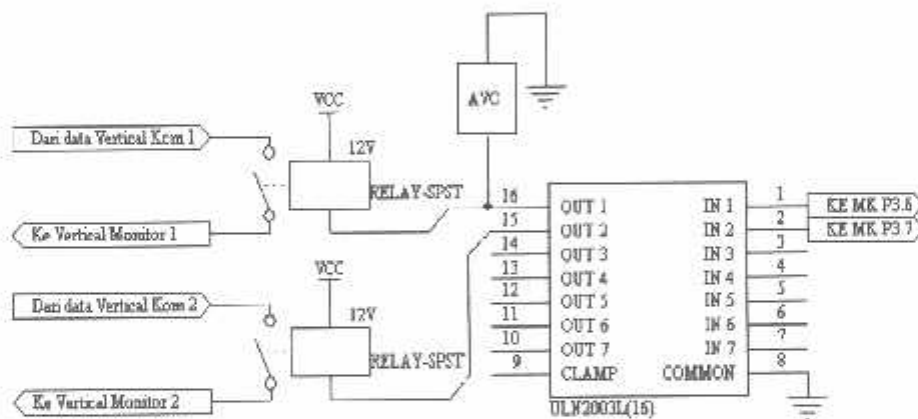 AVC
VCC
Dari data Vertical Kom 1
12V
RELAY-SPST
Ke Vertical Monitor 1
VCC
Dari data Vertical Kom 2
12V
RELAY-SPST
Ke Vertical Monitor 2
16 OUT 1 IN 1 1 KE MK P3.6
15 OUT 2 IN 2 2 KE MK P3.7
14 OUT 3 IN 3 3
13 OUT 4 IN 4 4
12 OUT 5 IN 5 5
11 OUT 6 IN 6 6
10 OUT 7 IN 7 7
9 CLAMP COMMON 8
ULN2003L(16)